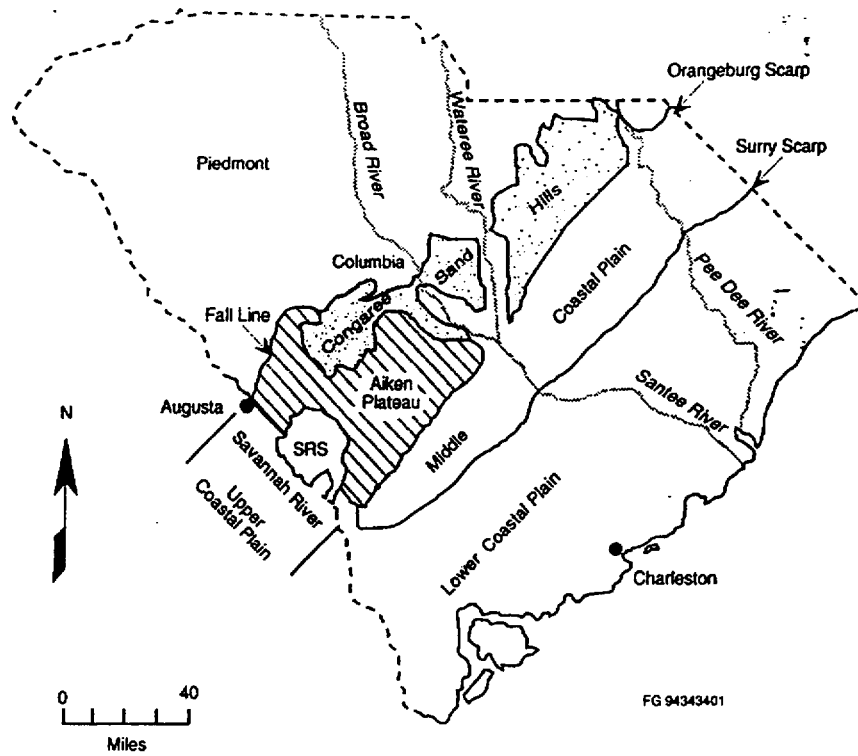 Orangeburg Scarp
Surry Scarp
Piedmont
Broad River
Wateree River
Hills
Columbia
Sand
Coastal Plain
Pee Dee River
Fall Line
Congaree
Aiken
Plateau
Santee River
Augusta
N
SRS
Middle
Savannah River
Upper
Coastal Plain
Lower Coastal Plain
Charleston
0 40
Miles
FG 94343401